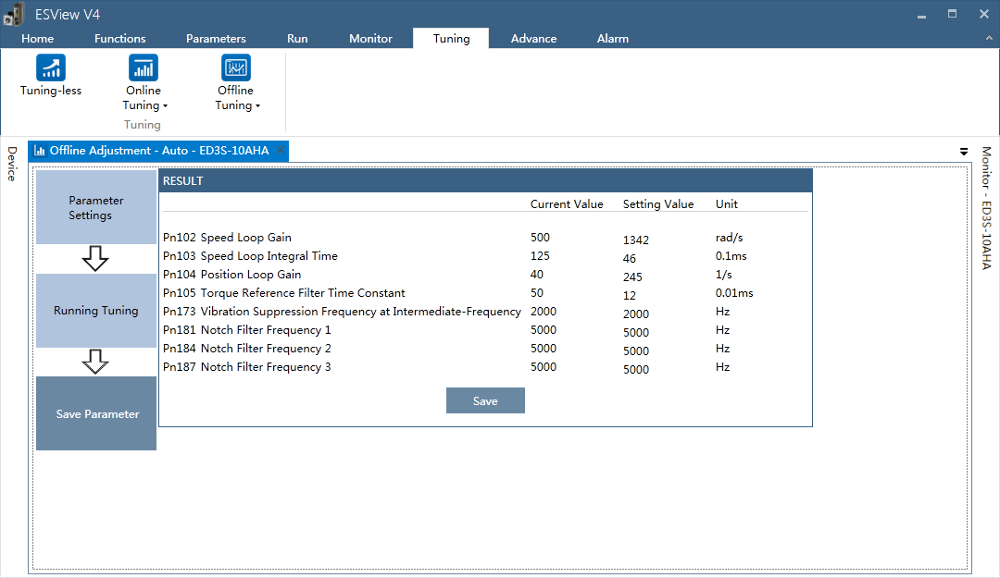 ESView V4
Home Functions Parameters Run Monitor Tuning Advance Alarm
Tuning-less
Online
Tuning
Offline
Tuning
Tuning
Device
Offline Adjustment - Auto - ED3S-10AHA
Monitor - ED3S-10AHA
Parameter
Settings
Running Tuning
Save Parameter
RESULT
Current Value Setting Value Unit
Pn102 Speed Loop Gain 500 1342 rad/s
Pn103 Speed Loop Integral Time 125 46 0.1ms
Pn104 Position Loop Gain 40 245 1/s
Pn105 Torque Reference Filter Time Constant 50 12 0.01ms
Pn173 Vibration Suppression Frequency at Intermediate-Frequency 2000 2000 Hz
Pn181 Notch Filter Frequency 1 5000 5000 Hz
Pn184 Notch Filter Frequency 2 5000 5000 Hz
Pn187 Notch Filter Frequency 3 5000 5000 Hz
Save